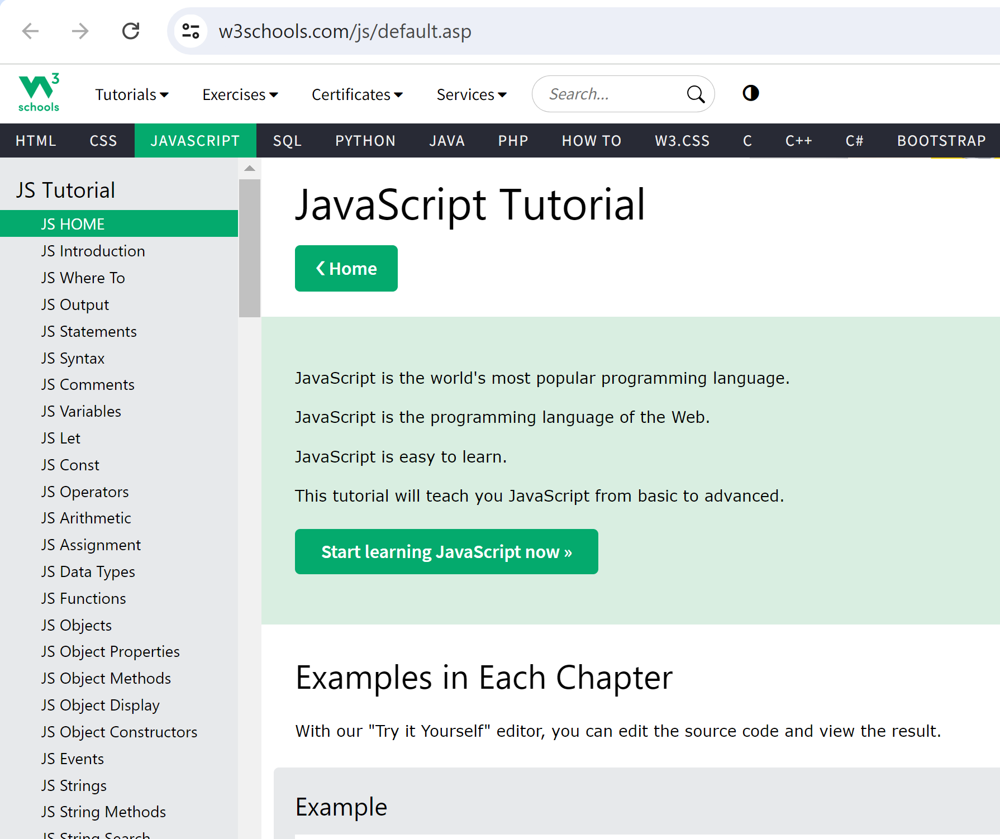 w3schools.com/js/default.asp
W3
schools
Tutorials
Exercises
Certificates
Services
Search...
HTML
CSS
JAVASCRIPT
SQL
PYTHON
JAVA
PHP
HOW TO
W3.CSS
C
C++
C#
BOOTSTRAP
JS Tutorial
JS HOME
JS Introduction
JS Where To
JS Output
JS Statements
JS Syntax
JS Comments
JS Variables
JS Let
JS Const
JS Operators
JS Arithmetic
JS Assignment
JS Data Types
JS Functions
JS Objects
JS Object Properties
JS Object Methods
JS Object Display
JS Object Constructors
JS Events
JS Strings
JS String Methods
JS String Search
JavaScript Tutorial
❮ Home
JavaScript is the world's most popular programming language.
JavaScript is the programming language of the Web.
JavaScript is easy to learn.
This tutorial will teach you JavaScript from basic to advanced.
Start learning JavaScript now »
Examples in Each Chapter
With our "Try it Yourself" editor, you can edit the source code and view the result.
Example